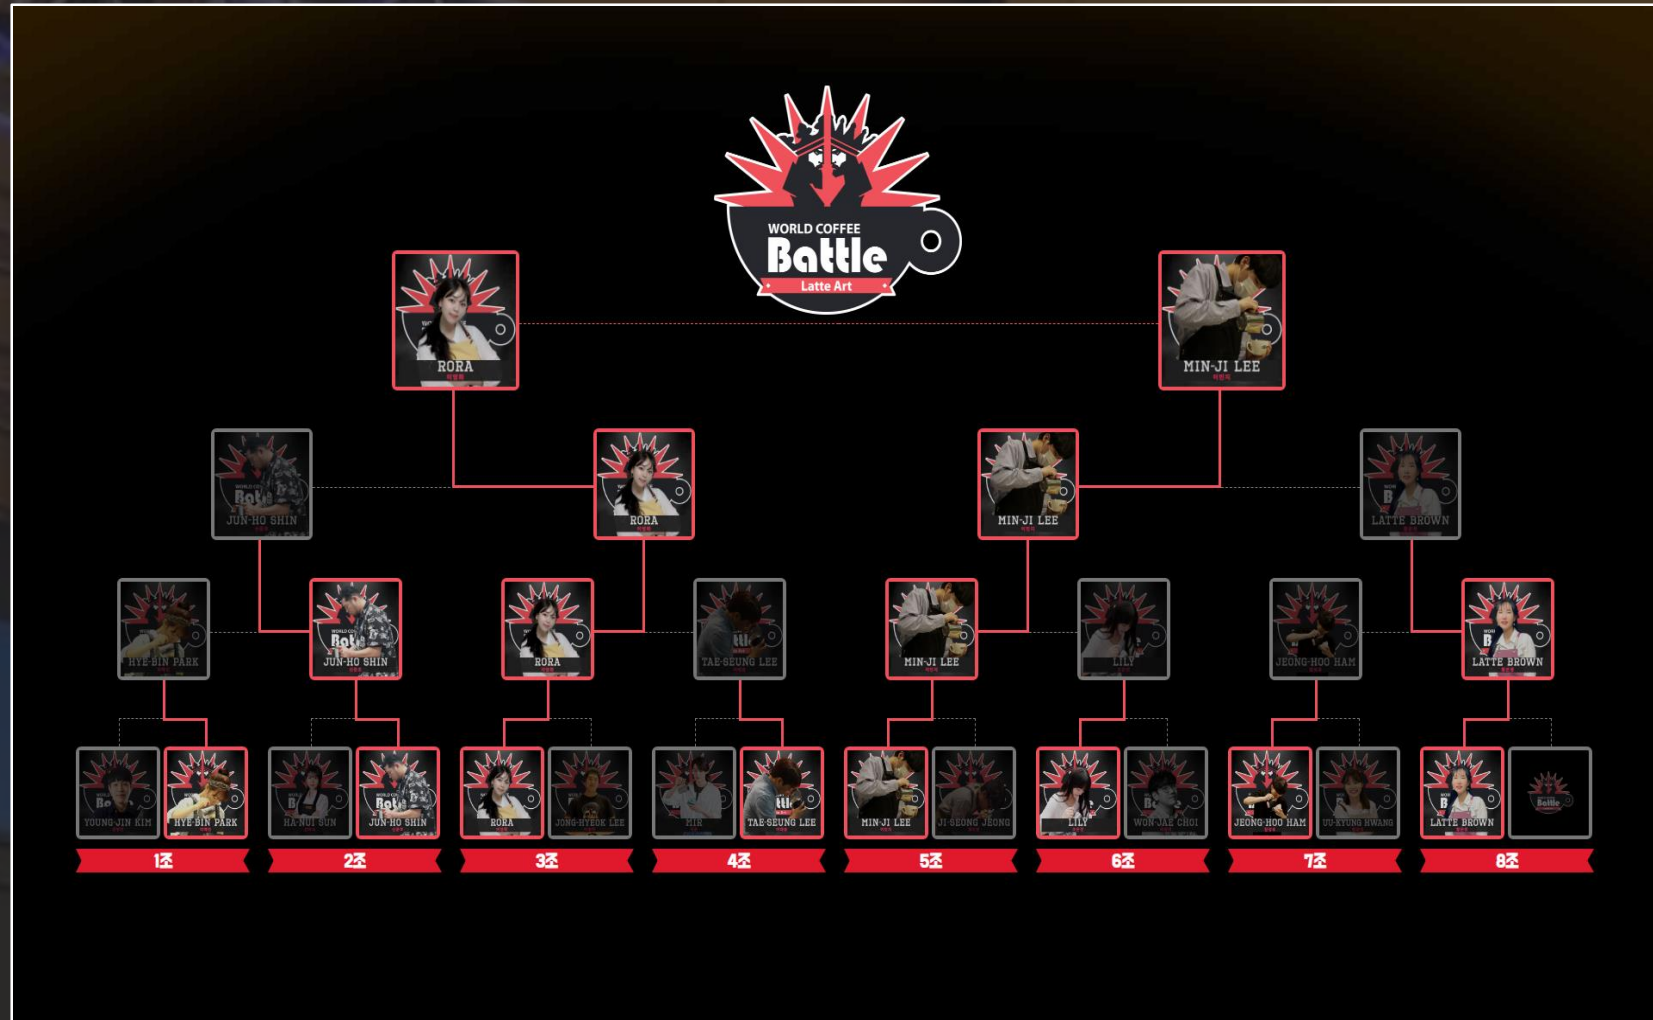 WORLD COFFEE
Battle
Latte Art
RORA
MIN-JI LEE
JUN-HO SHIN
RORA
MIN-JI LEE
LATTE BROWN
HYE-BIN PARK
JUN-HO SHIN
RORA
TAE-SEUNG LEE
MIN-JI LEE
LILY
JEONG-HOO HAM
LATTE BROWN
YOUNG-JIN KIM
HYE-BIN PARK
HA-NUI SUN
JUN-HO SHIN
RORA
JONG-HYEOK LEE
MIR
TAE-SEUNG LEE
MIN-JI LEE
JI-SEONG JEONG
LILY
WON-JAE CHOI
JEONG-HOO HAM
UU-KYUNG HWANG
LATTE BROWN
Battle
1조
2조
3조
4조
5조
6조
7조
8조